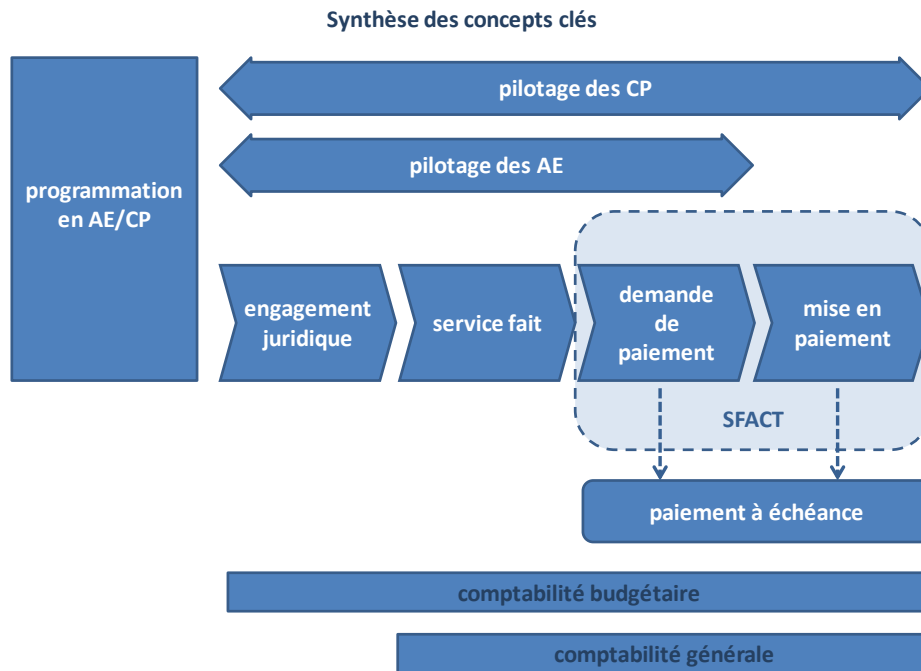 Synthèse des concepts clés
pilotage des CP
pilotage des AE
programmation
en AE/CP
engagement
juridique
service fait
demande
de
paiement
mise en
paiement
SFACT
paiement à échéance
comptabilité budgétaire
comptabilité générale